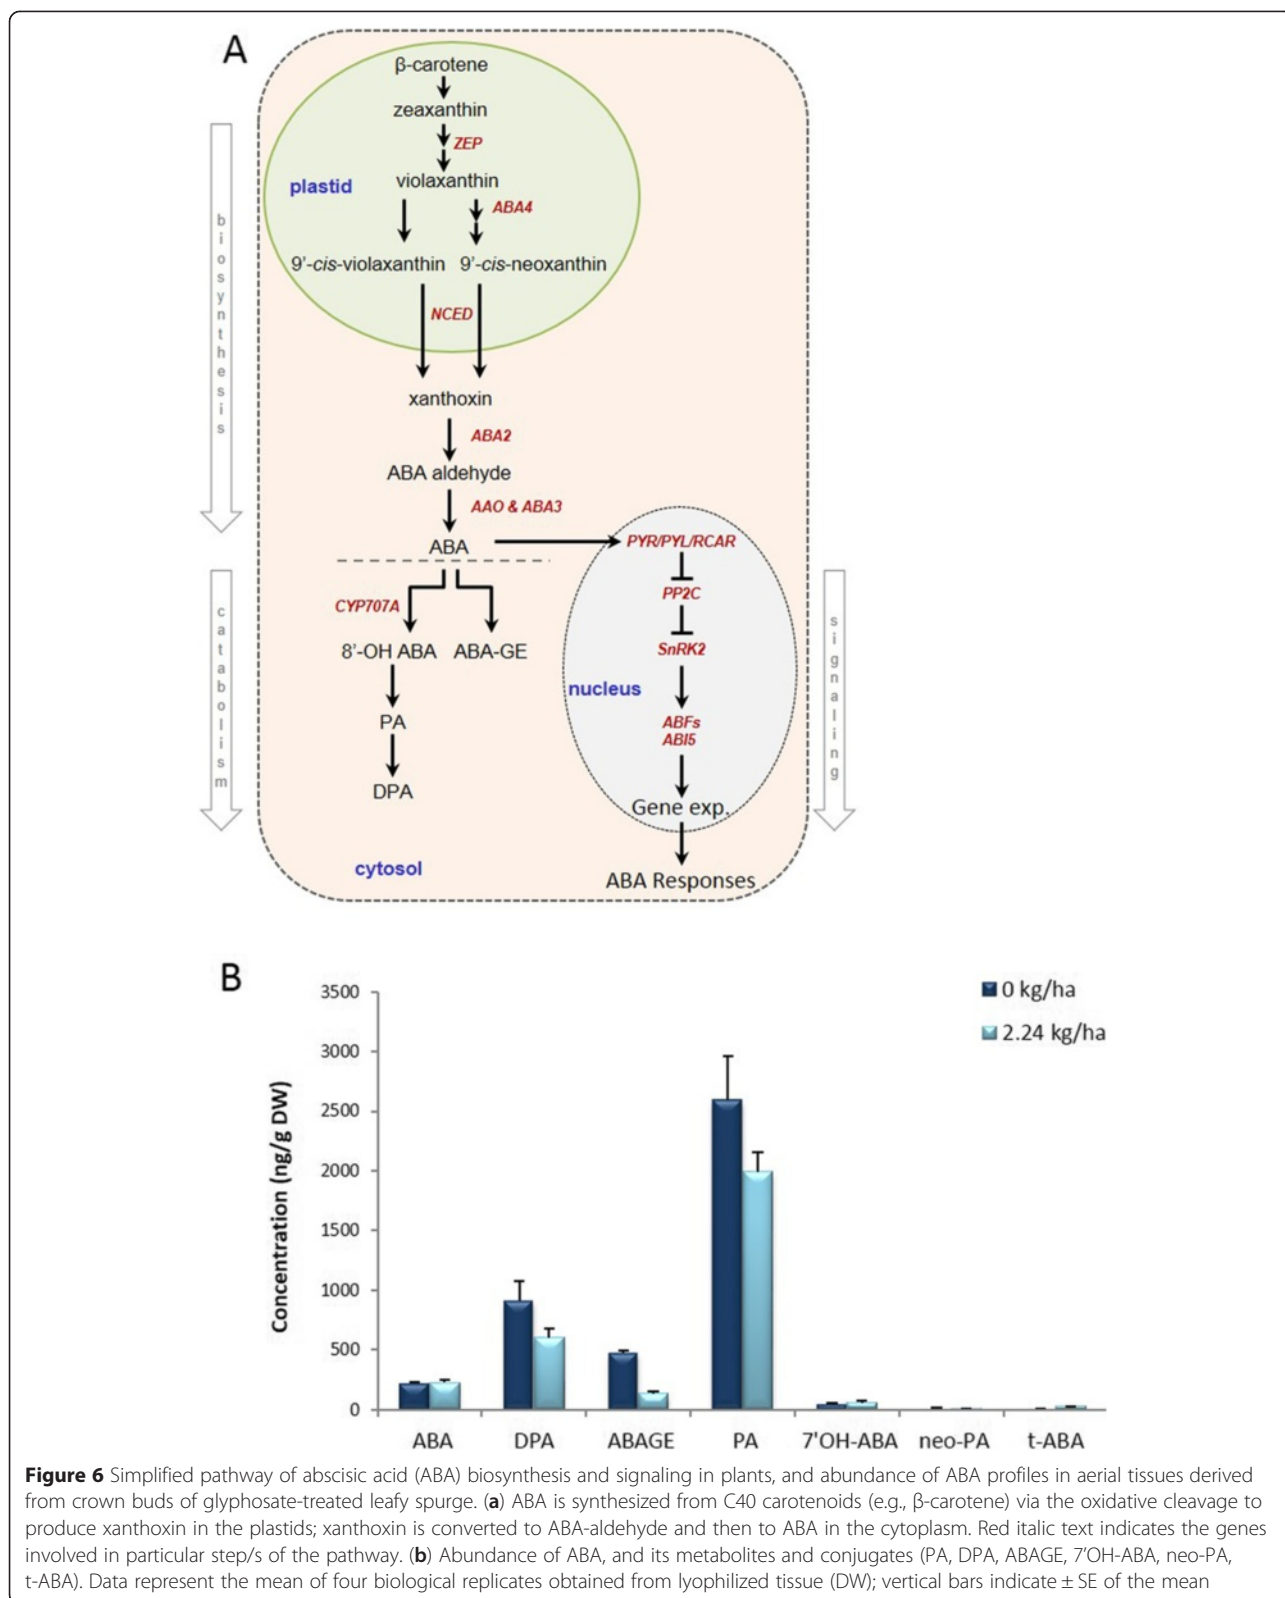 A
β-carotene
zeaxanthin
ZEP
violaxanthin
plastid
ABA4
9’-cis-violaxanthin 9’-cis-neoxanthin
NCED
xanthoxin
ABA2
ABA aldehyde
AAO & ABA3
ABA
PYR/PYL/RCAR
PP2C
CYP707A
8’-OH ABA ABA-GE
SnRK2
nucleus
PA
ABFs
ABI5
DPA
Gene exp.
cytosol
ABA Responses
biosynthesis
catabolism
signaling
B
0 kg/ha
2.24 kg/ha
Concentration (ng/g DW)
3500
3000
2500
2000
1500
1000
500
0
ABA DPA ABAGE PA 7'OH-ABA neo-PA t-ABA
Figure 6 Simplified pathway of abscisic acid (ABA) biosynthesis and signaling in plants, and abundance of ABA profiles in aerial tissues derived
from crown buds of glyphosate-treated leafy spurge. (a) ABA is synthesized from C40 carotenoids (e.g., β-carotene) via the oxidative cleavage to
produce xanthoxin in the plastids; xanthoxin is converted to ABA-aldehyde and then to ABA in the cytoplasm. Red italic text indicates the genes
involved in particular step/s of the pathway. (b) Abundance of ABA, and its metabolites and conjugates (PA, DPA, ABAGE, 7′OH-ABA, neo-PA,
t-ABA). Data represent the mean of four biological replicates obtained from lyophilized tissue (DW); vertical bars indicate ± SE of the mean